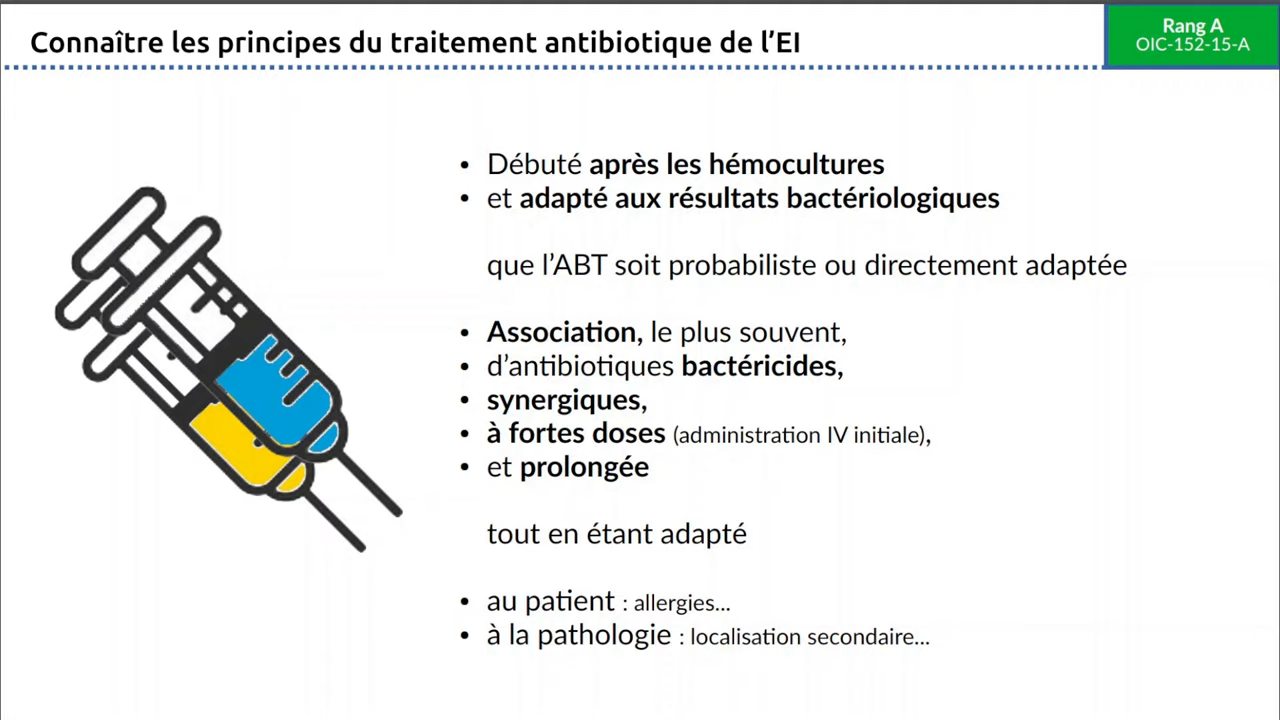 Connaître les principes du traitement antibiotique de l'EI
Rang A
OIC-152-15-A
• Débuté après les hémocultures
• et adapté aux résultats bactériologiques
que l'ABT soit probabiliste ou directement adaptée
• Association, le plus souvent,
• d'antibiotiques bactéricides,
• synergiques,
• à fortes doses (administration IV initiale),
• et prolongée
tout en étant adapté
• au patient : allergies...
• à la pathologie : localisation secondaire...